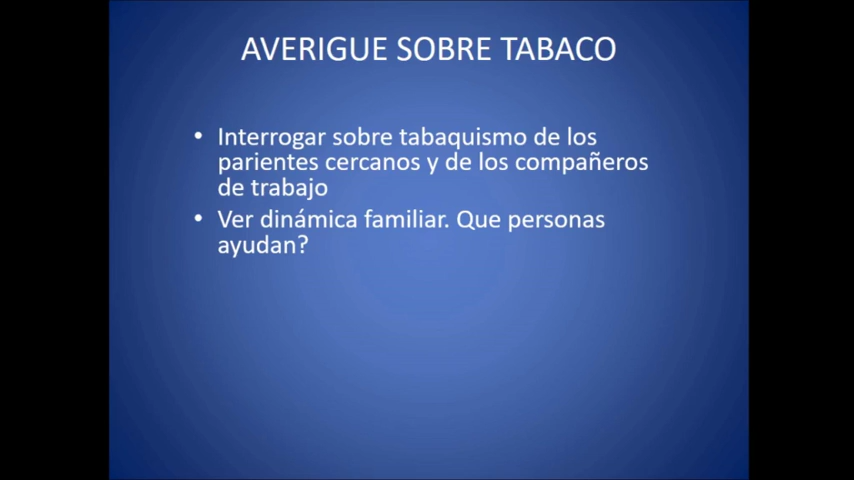 AVERIGUE SOBRE TABACO
• Interrogar sobre tabaquismo de los
parientes cercanos y de los compañeros
de trabajo
• Ver dinámica familiar. Que personas
ayudan?